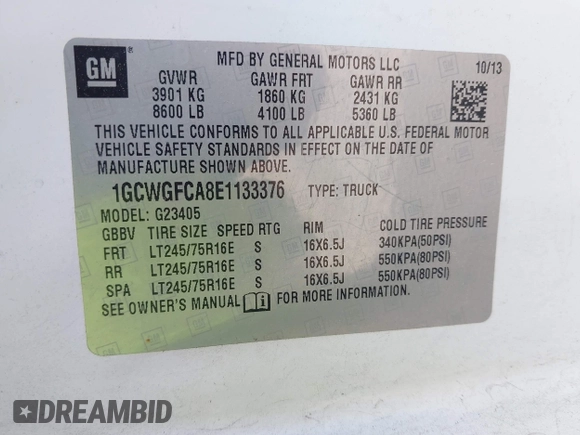 GM
MFD BY GENERAL MOTORS LLC
10/13
GVWR GAWR FRT GAWR RR
3901 KG 1860 KG 2431 KG
8600 LB 4100 LB 5360 LB
THIS VEHICLE CONFORMS TO ALL APPLICABLE U.S. FEDERAL MOTOR
VEHICLE SAFETY STANDARDS IN EFFECT ON THE DATE OF
MANUFACTURE SHOWN ABOVE.
1GCWGFCA8E1133376 TYPE: TRUCK
MODEL: G23405
GBBV TIRE SIZE SPEED RTG RIM COLD TIRE PRESSURE
FRT LT245/75R16E S 16X6.5J 340KPA(50PSI)
RR LT245/75R16E S 16X6.5J 550KPA(80PSI)
SPA LT245/75R16E S 16X6.5J 550KPA(80PSI)
SEE OWNER'S MANUAL FOR MORE INFORMATION.
DREAMBID